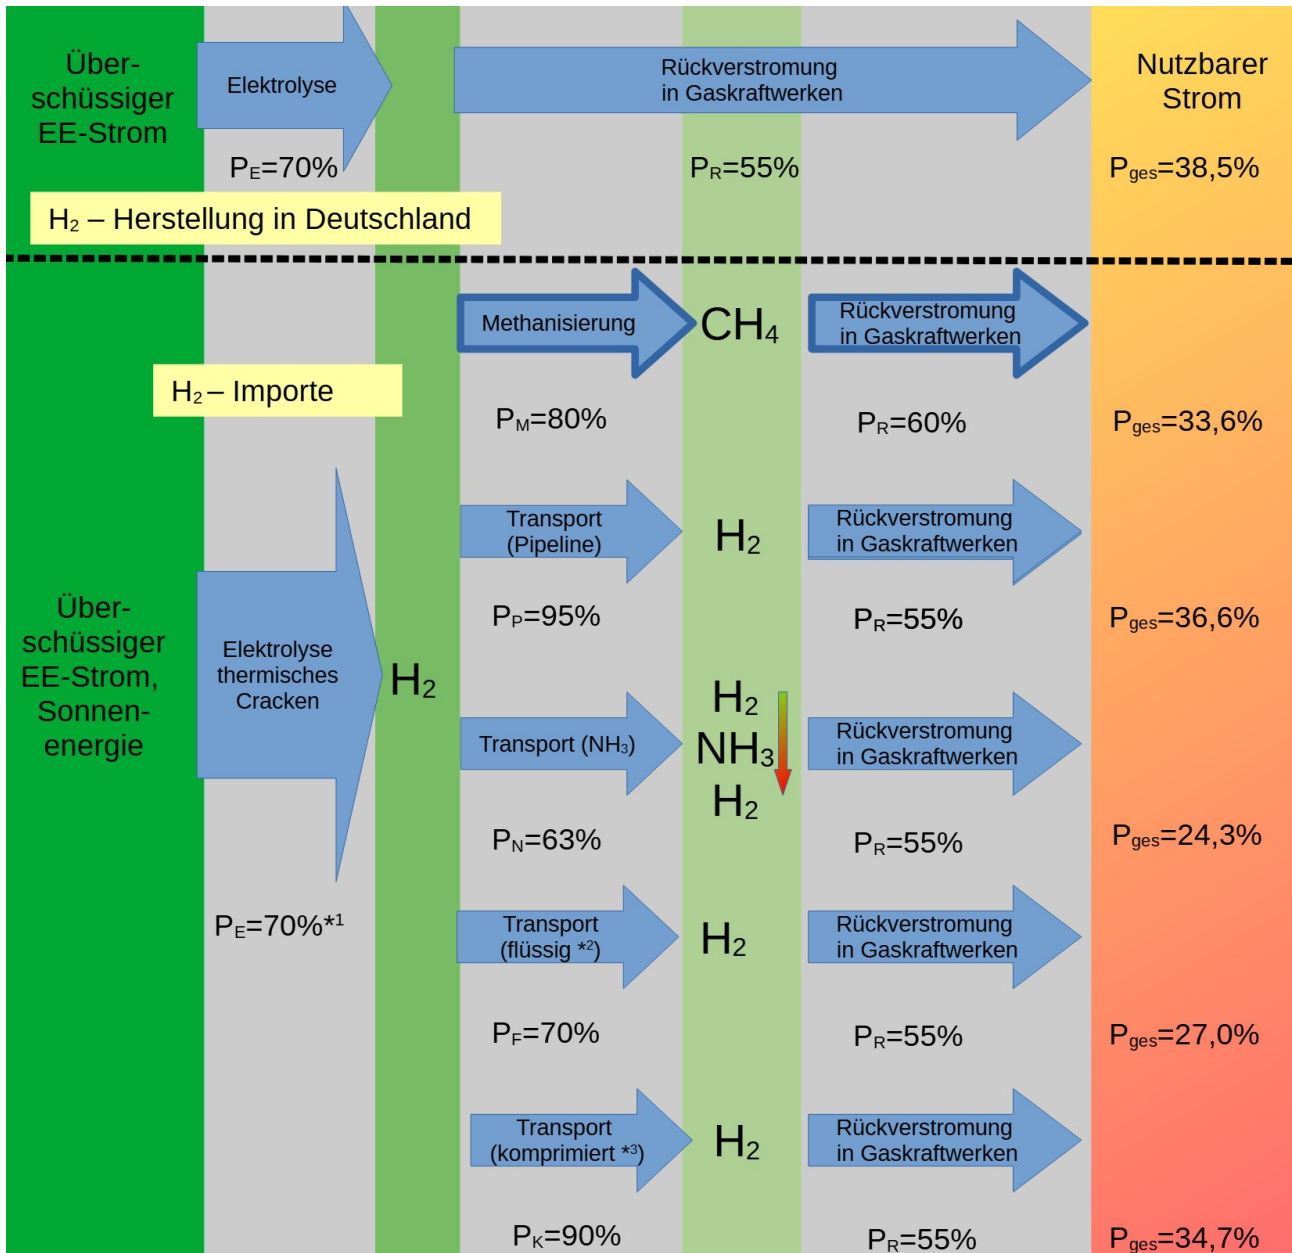 Über-
schüssiger
EE-Strom
Elektrolyse
Rückverstromung
in Gaskraftwerken
Nutzbarer
Strom
PE=70%
PR=55%
Pges=38,5%
H2 – Herstellung in Deutschland
Methanisierung
CH4
Rückverstromung
in Gaskraftwerken
H2 – Importe
PM=80%
PR=60%
Pges=33,6%
Transport
(Pipeline)
H2
Rückverstromung
in Gaskraftwerken
PP=95%
PR=55%
Pges=36,6%
Über-
schüssiger
EE-Strom,
Sonnen-
energie
Elektrolyse
thermisches
Cracken
H2
Transport (NH3)
H2
NH3
H2
Rückverstromung
in Gaskraftwerken
PN=63%
PR=55%
Pges=24,3%
PE=70%*1
Transport
(flüssig *2)
H2
Rückverstromung
in Gaskraftwerken
PF=70%
PR=55%
Pges=27,0%
Transport
(komprimiert *3)
H2
Rückverstromung
in Gaskraftwerken
PK=90%
PR=55%
Pges=34,7%